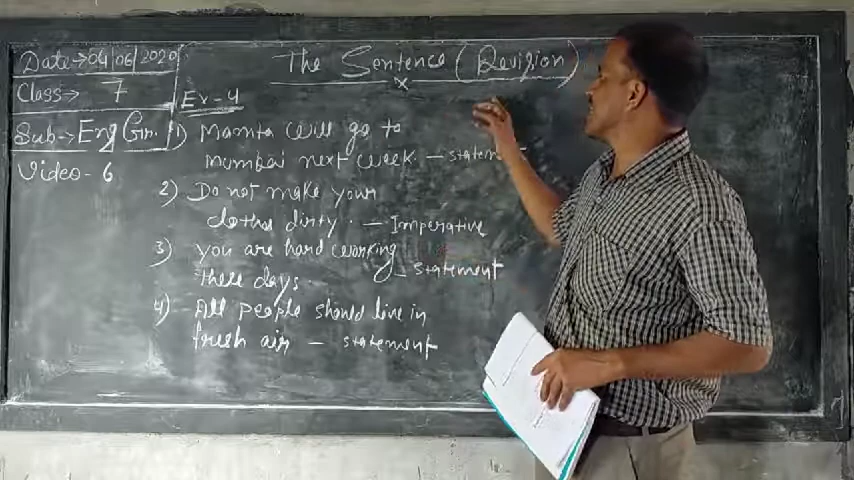 Date→04/06/2020
Class→ 7
Sub→Eng Gr.
Video-6
The Sentence (Revision)
x
Ex-4
1) Mamta will go to
mumbai next week. - statement
2) Do not make your
clothes dirty. - Imperative
3) you are hard working
these days. - statement
4) All people should live in
fresh air - statement